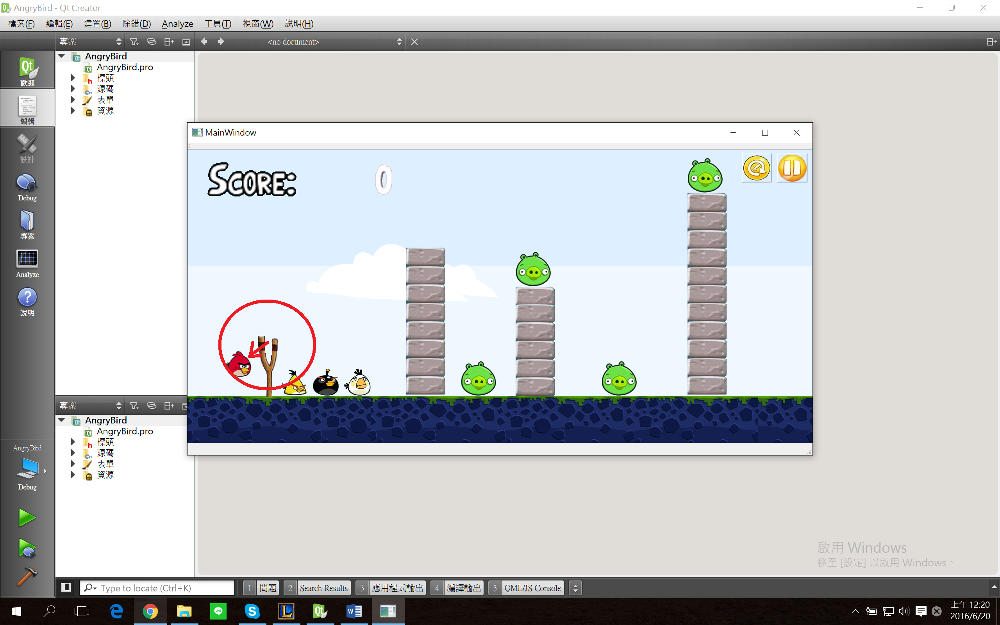 AngryBird - Qt Creator
檔案(F) 編輯(E) 建置(B) 除錯(D) Analyze 工具(T) 視窗(W) 說明(H)
專案
<no document>
Qt
歡迎
編輯
設計
Debug
專案
Analyze
說明
AngryBird
AngryBird.pro
標頭
源碼
表單
資源
MainWindow
SCORE: 0
專案
AngryBird
AngryBird.pro
標頭
源碼
表單
資源
AngryBird
Debug
啟用 Windows
移至 [設定] 以啟用 Windows。
Type to locate (Ctrl+K)
1 問題
2 Search Results
3 應用程式輸出
4 編譯輸出
5 QML/JS Console
上午 12:20
2016/6/20